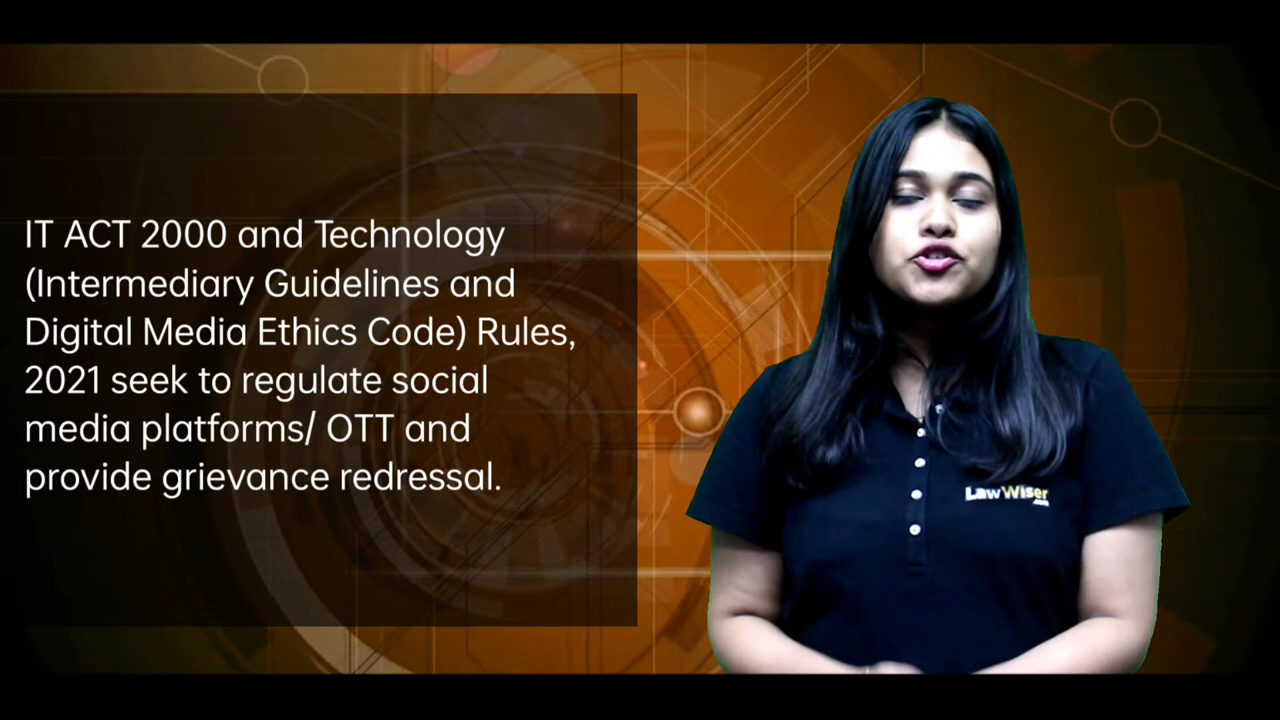 IT ACT 2000 and Technology
(Intermediary Guidelines and
Digital Media Ethics Code) Rules,
2021 seek to regulate social
media platforms/ OTT and
provide grievance redressal.
LawWiser
.com